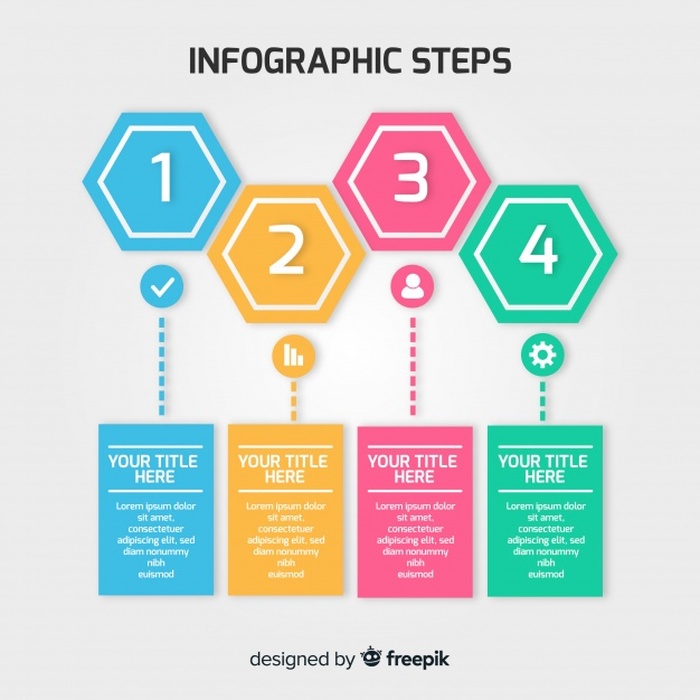 INFOGRAPHIC STEPS
1
2
3
4
YOUR TITLE
HERE
Lorem ipsum dolor
sit amet,
consectetuer
adipiscing elit, sed
diam nonummy
nibh
euismod
YOUR TITLE
HERE
Lorem ipsum dolor
sit amet,
consectetuer
adipiscing elit, sed
diam nonummy
nibh
euismod
YOUR TITLE
HERE
Lorem ipsum dolor
sit amet,
consectetuer
adipiscing elit, sed
diam nonummy
nibh
euismod
YOUR TITLE
HERE
Lorem ipsum dolor
sit amet,
consectetuer
adipiscing elit, sed
diam nonummy
nibh
euismod
designed by freepik